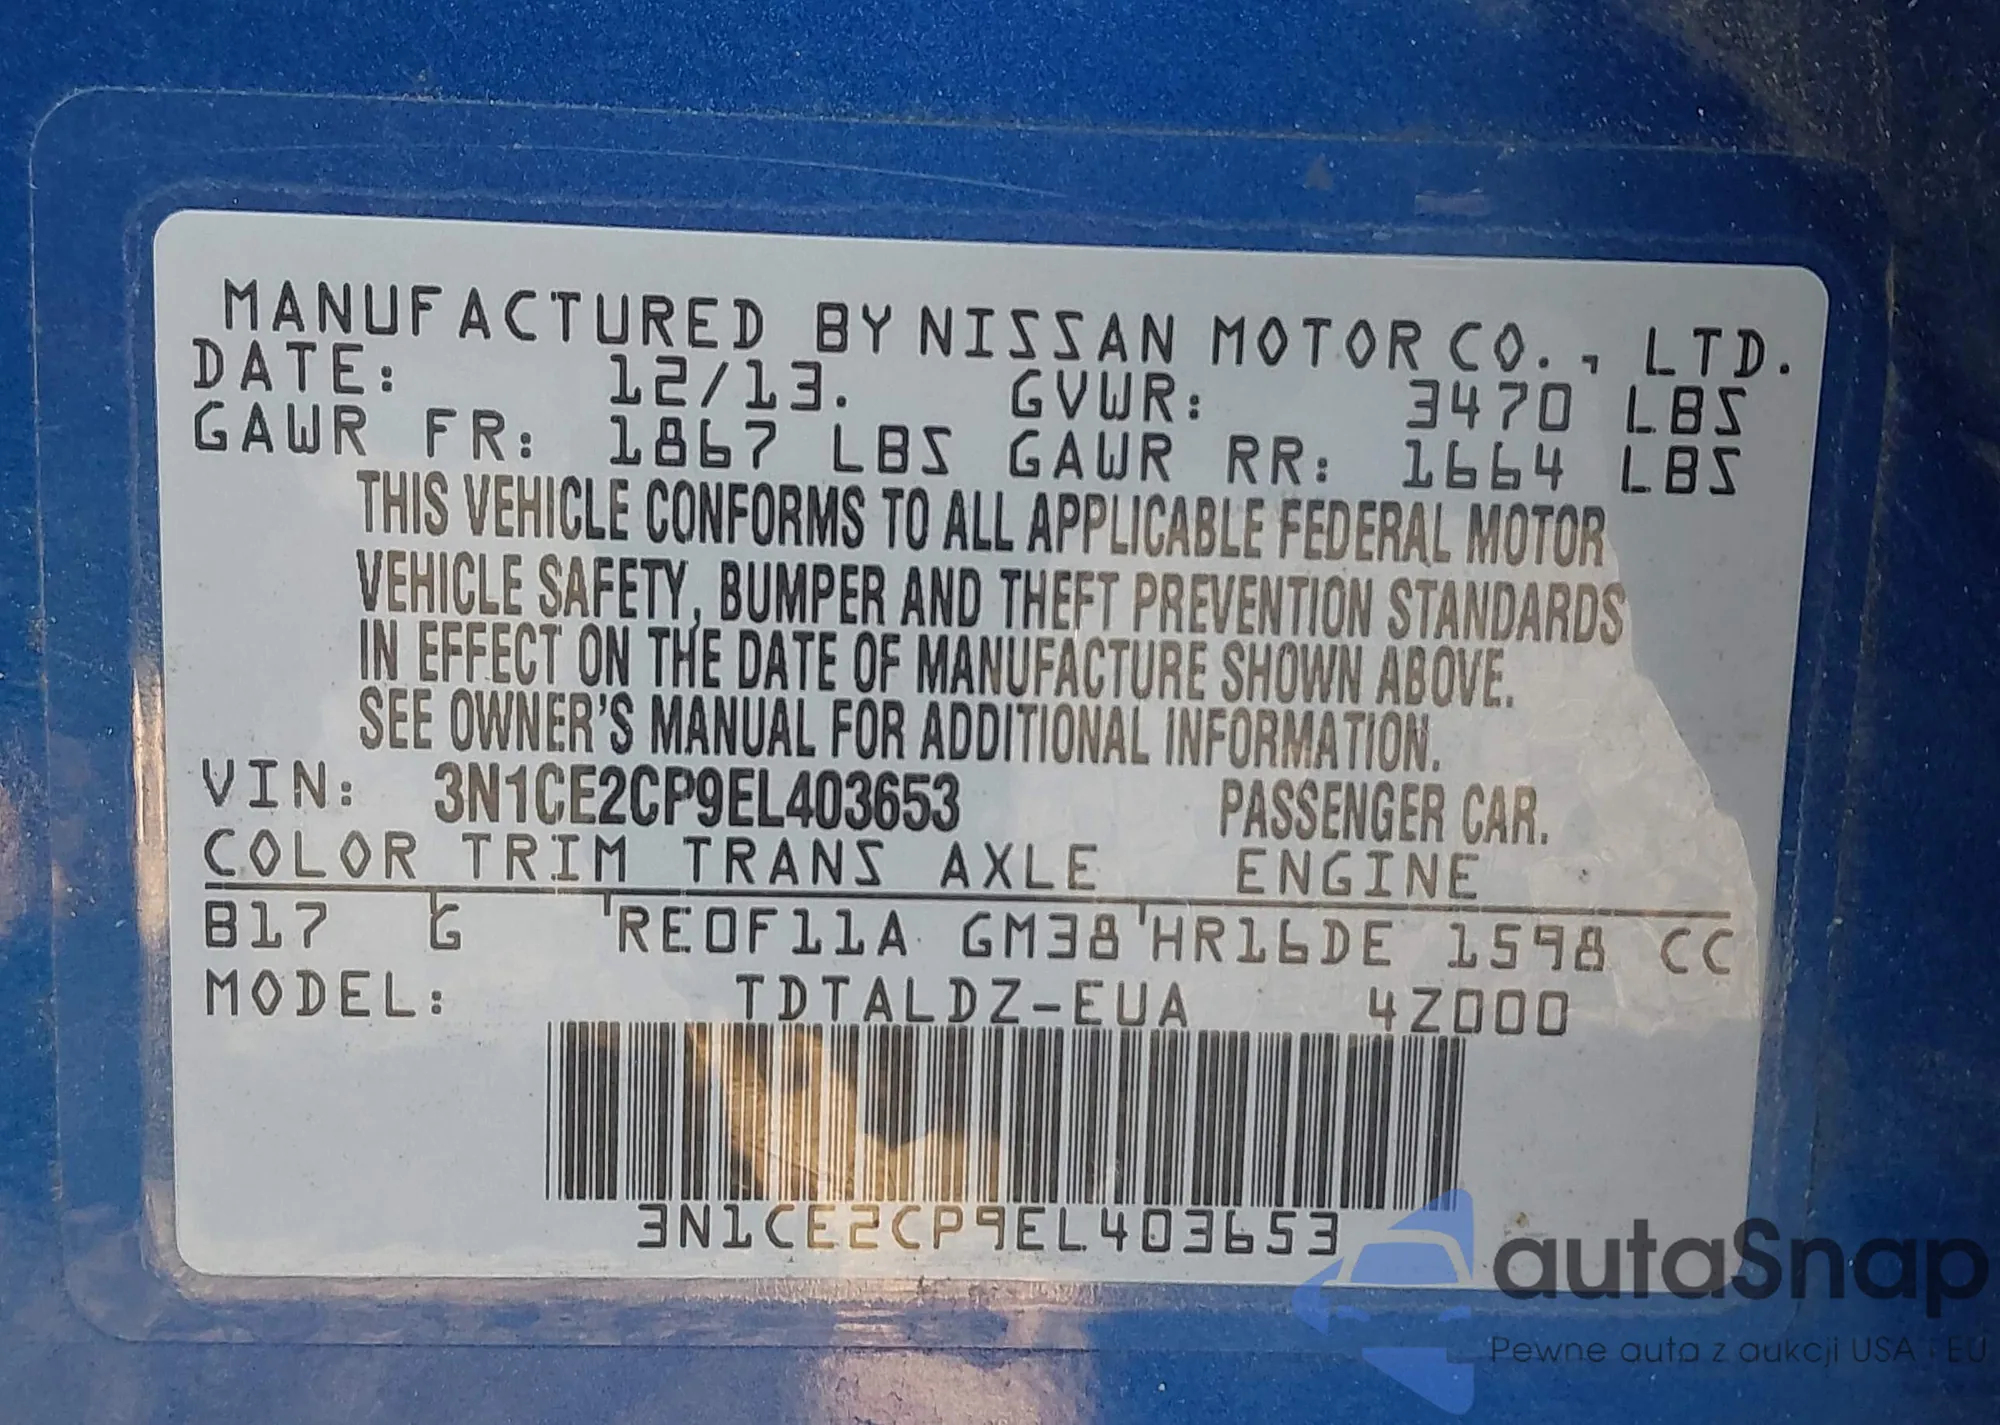 MANUFACTURED BY NISSAN MOTOR CO., LTD.
DATE: 12/13. GVWR: 3470 LBS
GAWR FR: 1867 LBS GAWR RR: 1664 LBS
THIS VEHICLE CONFORMS TO ALL APPLICABLE FEDERAL MOTOR
VEHICLE SAFETY, BUMPER AND THEFT PREVENTION STANDARDS
IN EFFECT ON THE DATE OF MANUFACTURE SHOWN ABOVE.
SEE OWNER'S MANUAL FOR ADDITIONAL INFORMATION.
VIN: 3N1CE2CP9EL403653 PASSENGER CAR.
COLOR TRIM TRANS AXLE ENGINE
B17 G RE0F11A GM38 HR16DE 1598 CC
MODEL: TDTALDZ-EUA 4Z000
3N1CE2CP9EL403653
autaSnap
Pewne auta z aukcji USA i EU